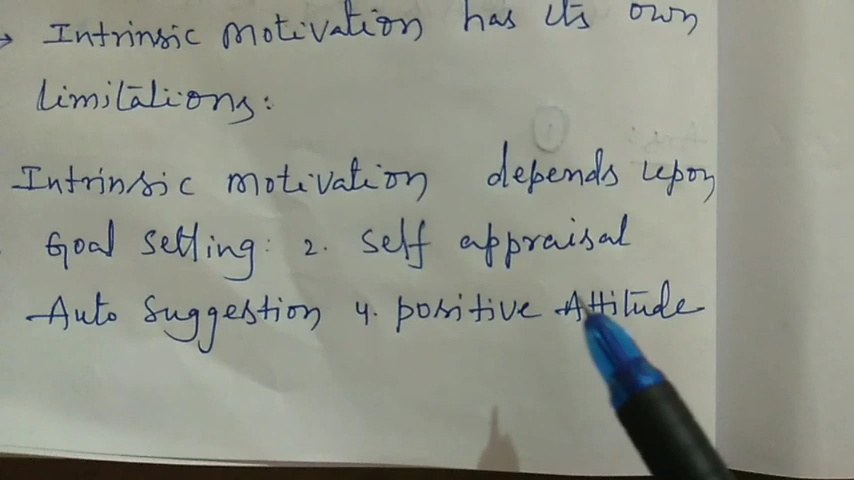 → Intrinsic motivation has its own
limitations:
Intrinsic motivation depends upon
Goal setting: 2. self appraisal
Auto suggestion 4. positive Attitude